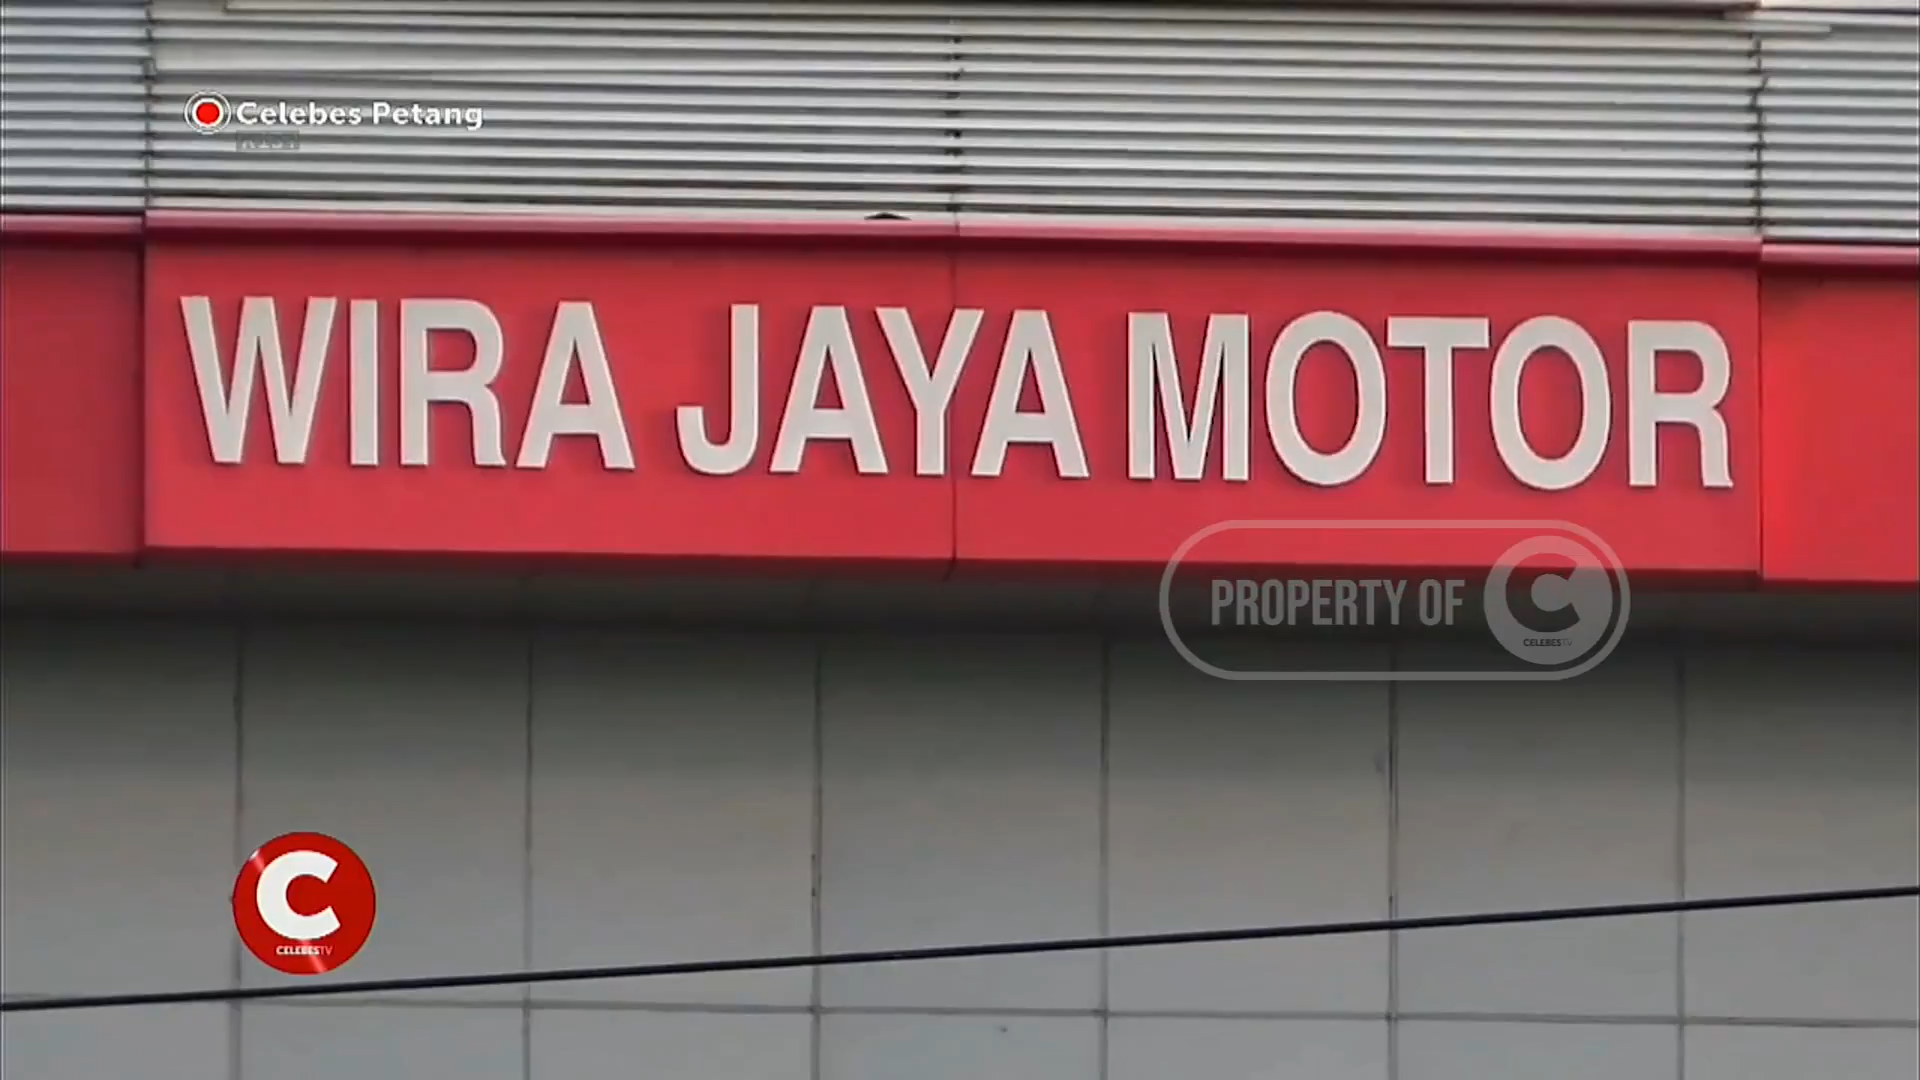 Celebes Petang
WIRA JAYA MOTOR
PROPERTY OF C
CELEBESTV
C
CELEBESTV